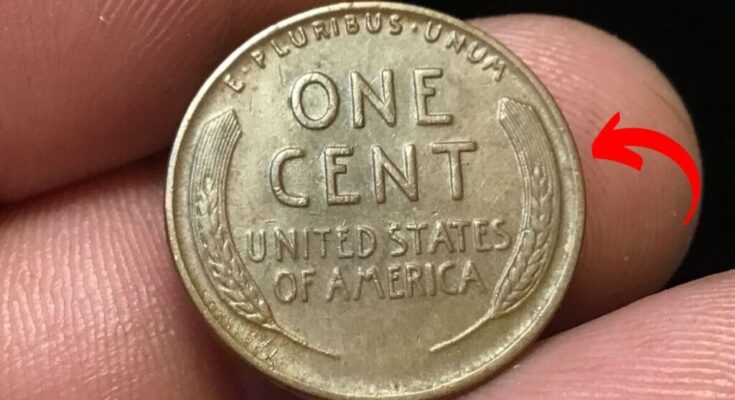 E·PLURIBUS·UNUM
ONE
CENT
UNITED STATES
OF AMERICA